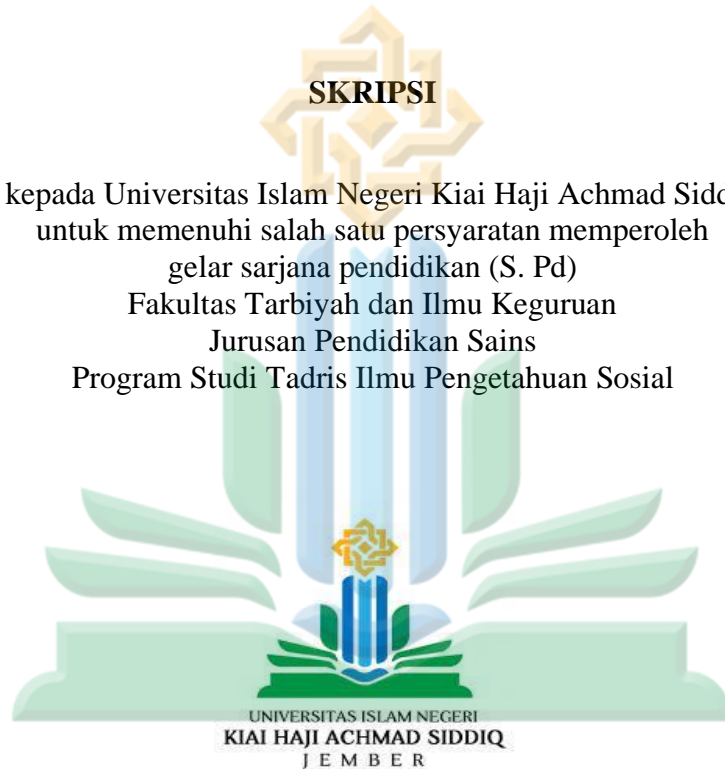 SKRIPSI
kepada Universitas Islam Negeri Kiai Haji Achmad
untuk memenuhi salah satu persyaratan memperoleh
gelar sarjana pendidikan (S. Pd)
Fakultas Tarbiyah dan Ilmu Keguruan
Jurusan Pendidikan Sains
Program Studi Tadris Ilmu Pengetahuan Sosial
UNIVERSITAS ISLAM NEGERI
KIAI HAJI ACHMAD SIDDIQ
JEMBER